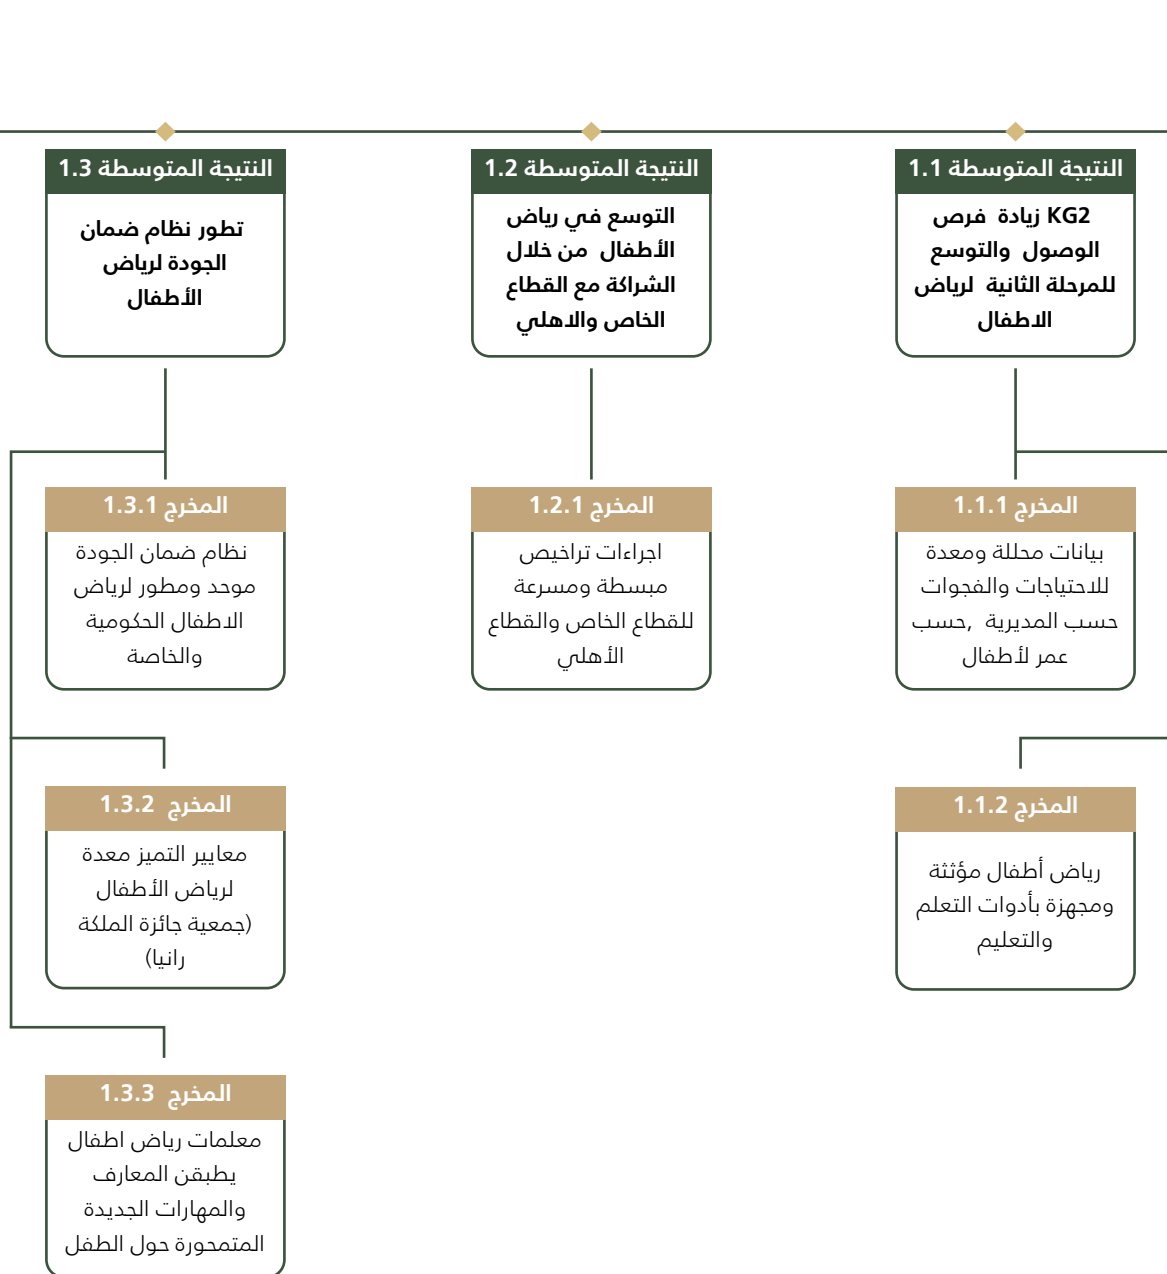 النتيجة المتوسطة 1.1
KG2 زيادة فرص
الوصول والتوسع
للمرحلة الثانية لرياض
الاطفال
النتيجة المتوسطة 1.2
التوسع في رياض
الأطفال من خلال
الشراكة مع القطاع
الخاص والاهلي
النتيجة المتوسطة 1.3
تطور نظام ضمان
الجودة لرياض
الأطفال
المخرج 1.1.1
بيانات محللة ومعدة
للاحتياجات والفجوات
حسب المديرية ,حسب
عمر لأطفال
المخرج 1.2.1
اجراءات تراخيص
مبسطة ومسرعة
للقطاع الخاص والقطاع
الأهلي
المخرج 1.3.1
نظام ضمان الجودة
موحد ومطور لرياض
الاطفال الحكومية
والخاصة
المخرج 1.1.2
رياض أطفال مؤثثة
ومجهزة بأدوات التعلم
والتعليم
المخرج 1.3.2
معايير التميز معدة
لرياض الأطفال
(جمعية جائزة الملكة
رانيا)
المخرج 1.3.3
معلمات رياض اطفال
يطبقن المعارف
والمهارات الجديدة
المتمحورة حول الطفل